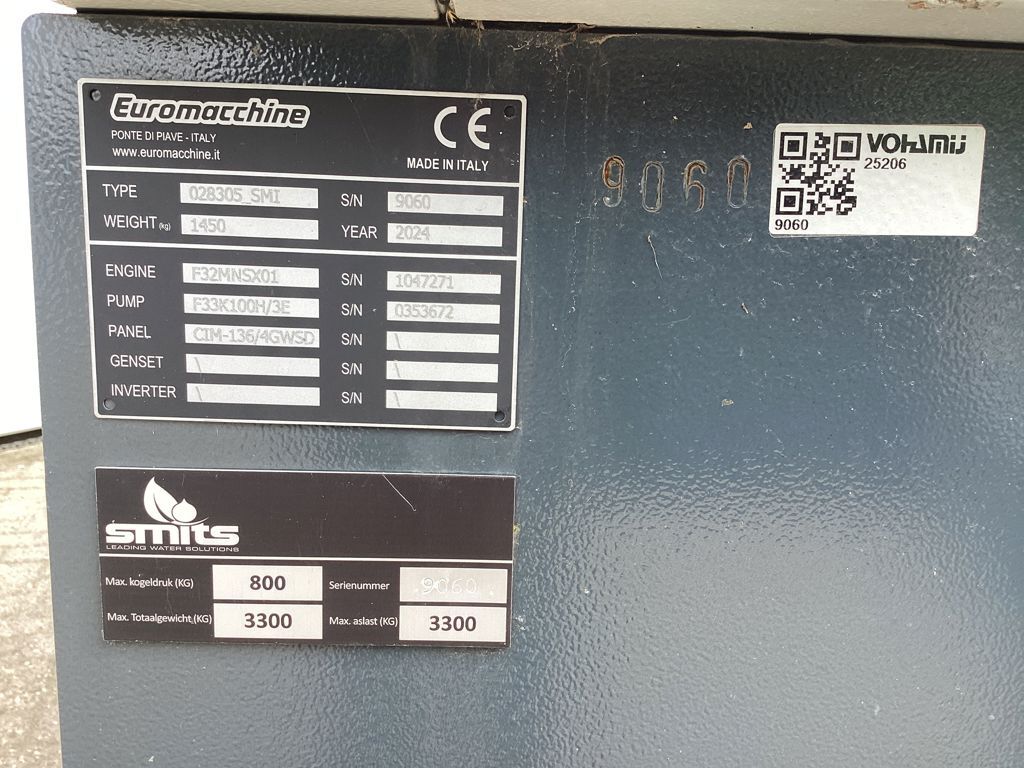 Euromacchine
PONTE DI PIAVE - ITALY
www.euromacchine.it
CE
MADE IN ITALY
TYPE 028305_SMI S/N 9060
WEIGHT (kg) 1450 YEAR 2024
ENGINE F32MNSX01 S/N 1047271
PUMP F33K100H/3E S/N 0353672
PANEL CIM-136/4GWSD S/N \
GENSET \ S/N \
INVERTER \ S/N \
9060
VOHAMIJ
25206
9060
smits
LEADING WATER SOLUTIONS
Max. kogeldruk (KG) 800 Serienummer 9060
Max. Totaalgewicht (KG) 3300 Max. aslast (KG) 3300